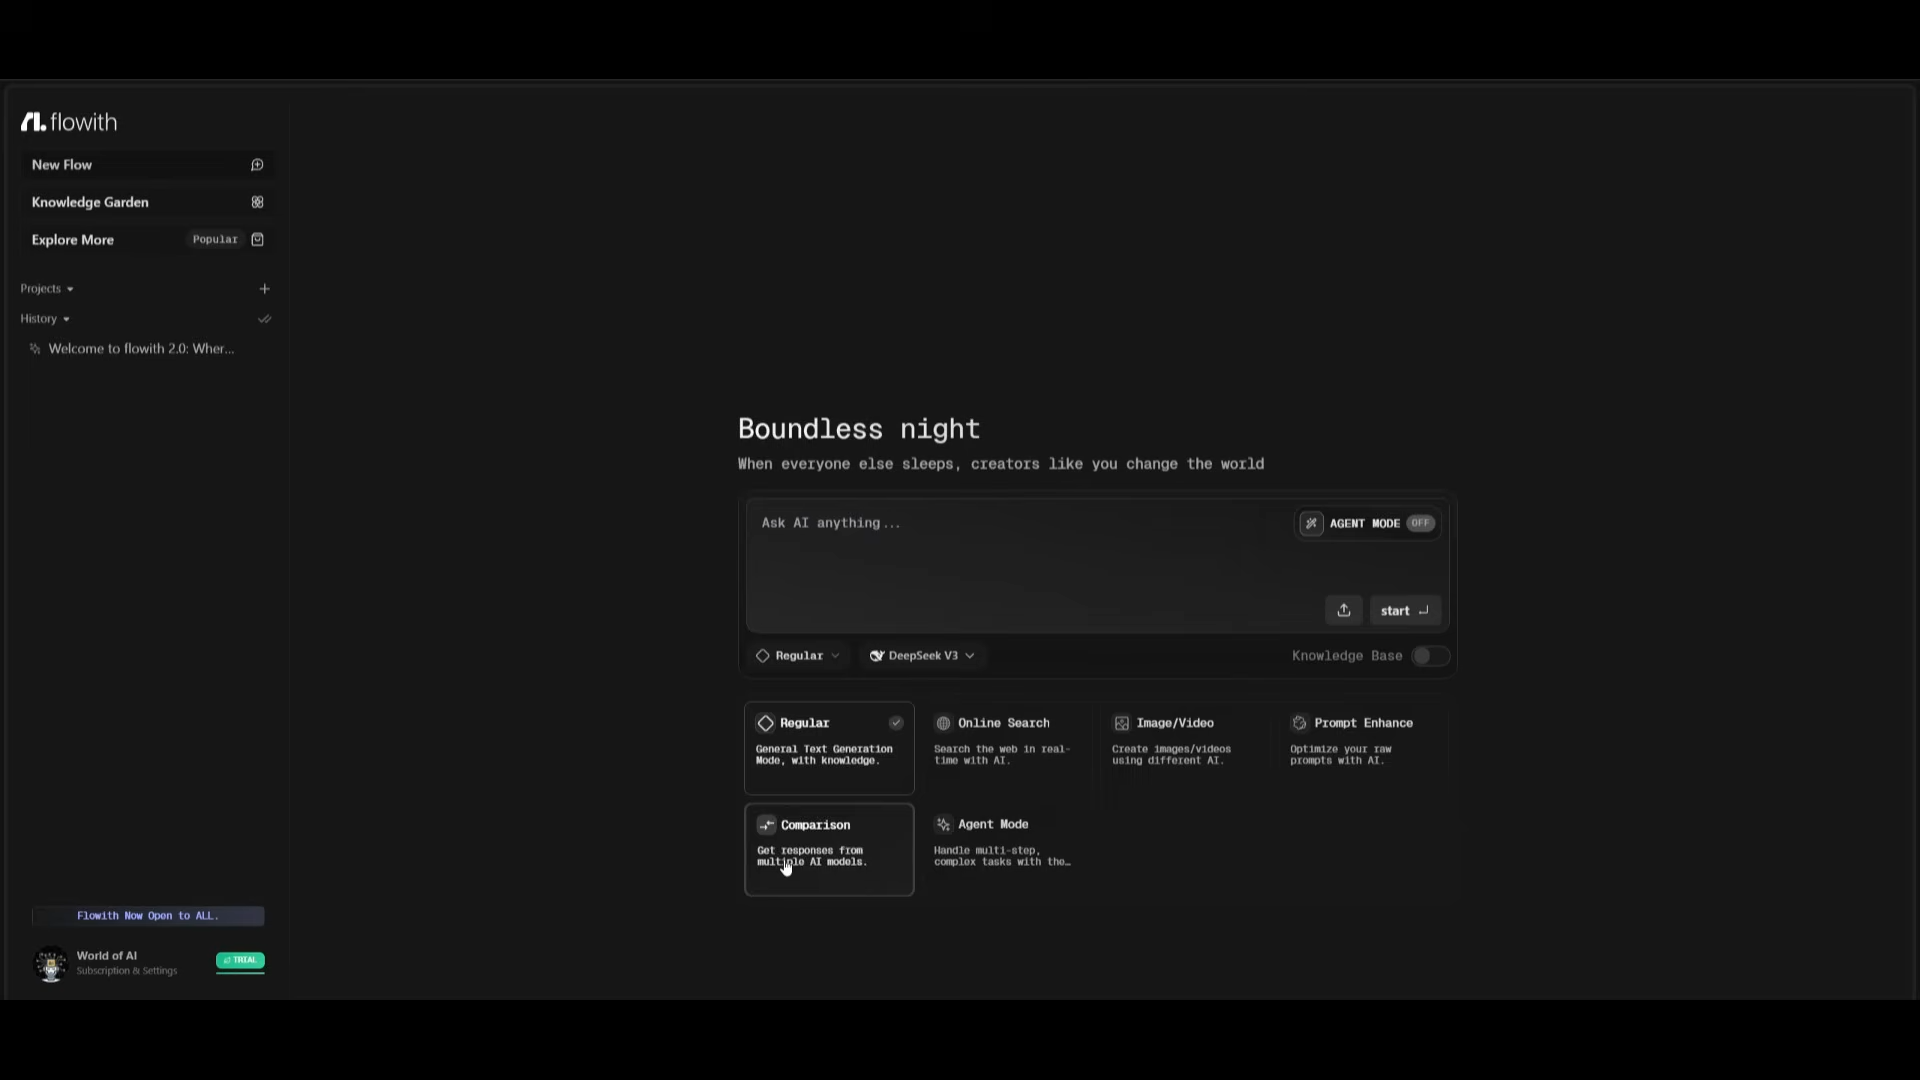 flowith
New Flow
Knowledge Garden
Explore More Popular
Projects
History
Welcome to flowith 2.0: Wher...
Boundless night
When everyone else sleeps, creators like you change the world
Ask AI anything...
AGENT MODE OFF
start
Regular
DeepSeek V3
Knowledge Base
Regular
General Text Generation
Mode, with knowledge.
Online Search
Search the web in real-
time with AI.
Image/Video
Create images/videos
using different AI.
Prompt Enhance
Optimize your raw
prompts with AI.
Comparison
Get responses from
multiple AI models.
Agent Mode
Handle multi-step,
complex tasks with the…
Flowith Now Open to ALL.
World of AI
Subscription & Settings
TRIAL